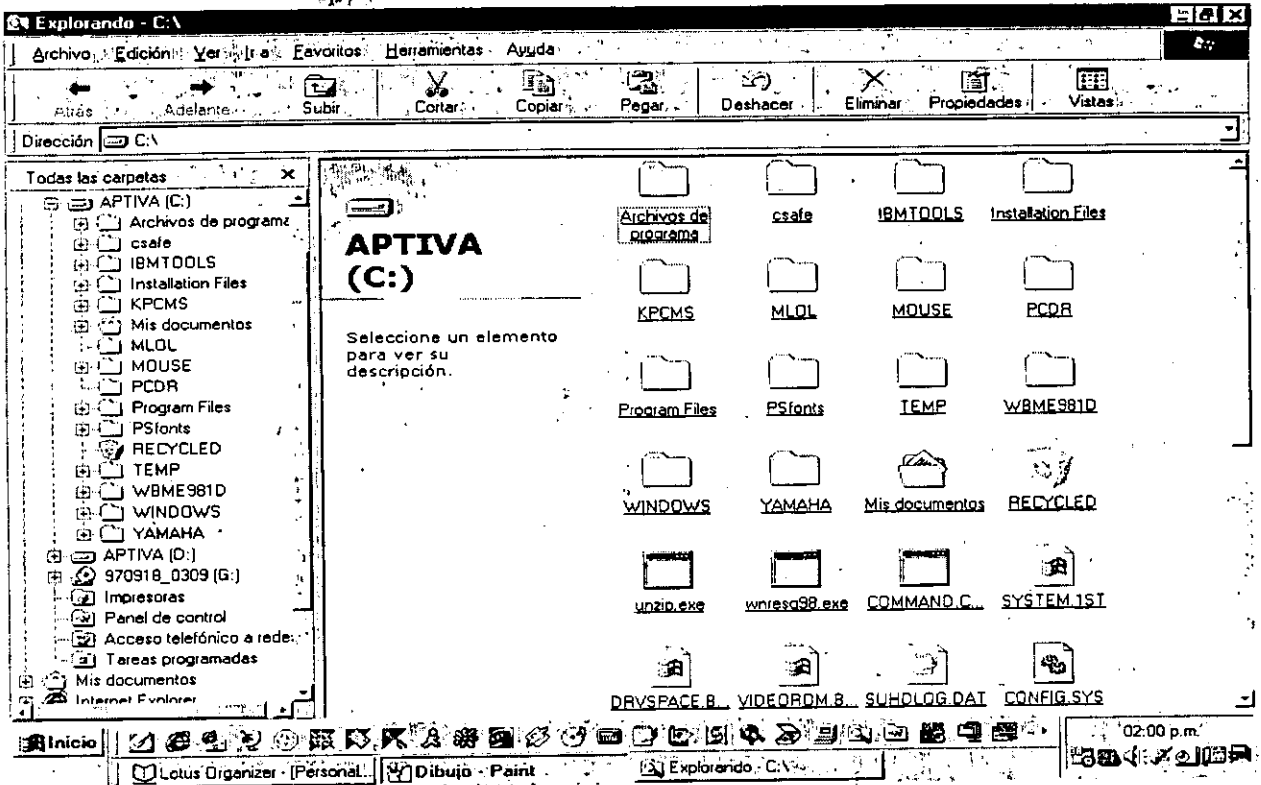 Explorando - C:\
Archivo Edición Ver Ir a Favoritos Herramientas Ayuda
Atrás Adelante Subir Cortar Copiar Pegar Deshacer Eliminar Propiedades Vistas
Dirección C:\
Todas las carpetas
APTIVA (C:)
Archivos de programa
csafe
IBMTOOLS
Installation Files
KPCMS
Mis documentos
MLOL
MOUSE
PCDR
Program Files
PSfonts
RECYCLED
TEMP
WBME981D
WINDOWS
YAMAHA
APTIVA (D:)
970918_0309 (G:)
Impresoras
Panel de control
Acceso telefónico a redes
Tareas programadas
Mis documentos
Internet Explorer
APTIVA
(C:)
Seleccione un elemento
para ver su
descripción.
Archivos de programa
csafe
IBMTOOLS
Installation Files
KPCMS
MLOL
MOUSE
PCDR
Program Files
PSfonts
TEMP
WBME981D
WINDOWS
YAMAHA
Mis documentos
RECYCLED
unzip.exe
wnresq98.exe
COMMAND.C...
SYSTEM.1ST
DRVSPACE.B...
VIDEOROM.B...
SUHDLOG.DAT
CONFIG.SYS
Inicio
02:00 p.m.
Lotus Organizer - [Personal...
Dibujo - Paint
Explorando - C:\